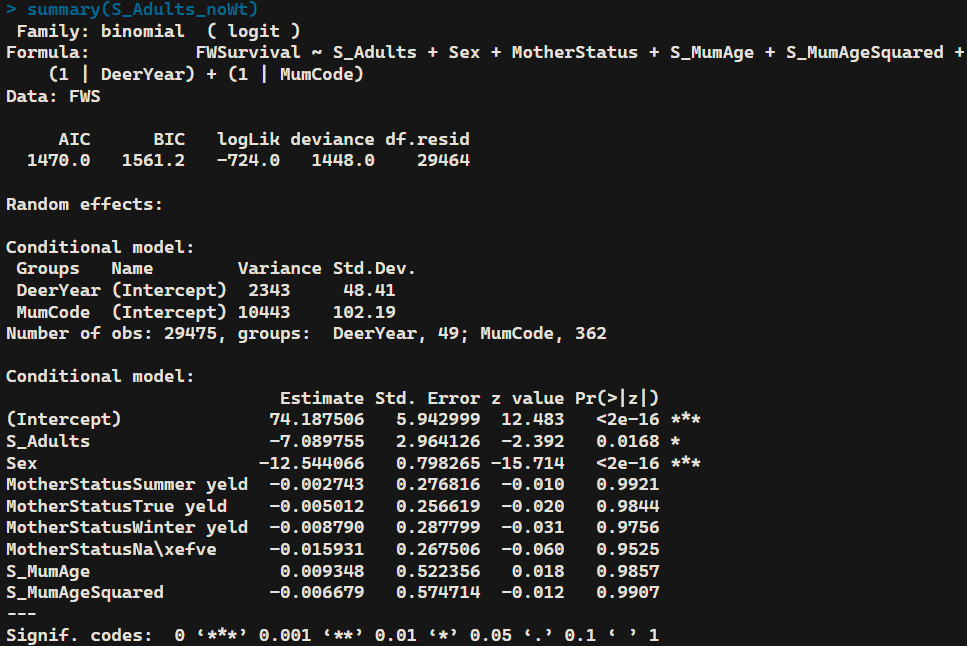 > summary(S_Adults_noWt)
 Family: binomial  ( logit )
Formula:          FWSurvival ~ S_Adults + Sex + MotherStatus + S_MumAge + S_MumAgeSquared +
    (1 | DeerYear) + (1 | MumCode)
Data: FWS
     AIC      BIC   logLik deviance df.resid
  1470.0   1561.2   -724.0   1448.0    29464
Random effects:
Conditional model:
 Groups   Name        Variance Std.Dev.
 DeerYear (Intercept)  2343     48.41
 MumCode  (Intercept) 10443    102.19
Number of obs: 29475, groups:  DeerYear, 49; MumCode, 362
Conditional model:
                          Estimate Std. Error z value Pr(>|z|)
(Intercept)              74.187506   5.942999  12.483   <2e-16 ***
S_Adults                 -7.089755   2.964126  -2.392   0.0168 *
Sex                     -12.544066   0.798265 -15.714   <2e-16 ***
MotherStatusSummer yeld  -0.002743   0.276816  -0.010   0.9921
MotherStatusTrue yeld    -0.005012   0.256619  -0.020   0.9844
MotherStatusWinter yeld  -0.008790   0.287799  -0.031   0.9756
MotherStatusNa\xefve     -0.015931   0.267506  -0.060   0.9525
S_MumAge                  0.009348   0.522356   0.018   0.9857
S_MumAgeSquared          -0.006679   0.574714  -0.012   0.9907
---
Signif. codes:  0 ‘***’ 0.001 ‘**’ 0.01 ‘*’ 0.05 ‘.’ 0.1 ‘ ’ 1